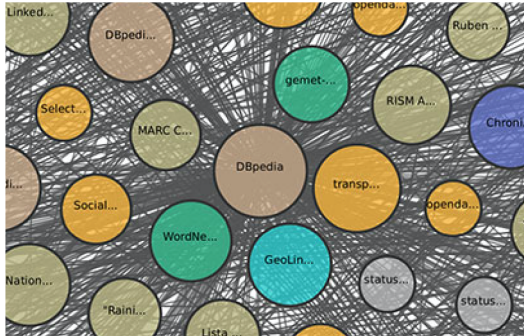 Linked...
DBpedi...
openda...
Ruben ...
gemet-...
Select...
RISM A...
MARC C...
Chroni...
DBpedia
di...
transp...
Social...
openda...
WordNe...
GeoLin...
Nation...
status...
status...
"Raini...
Lista ...